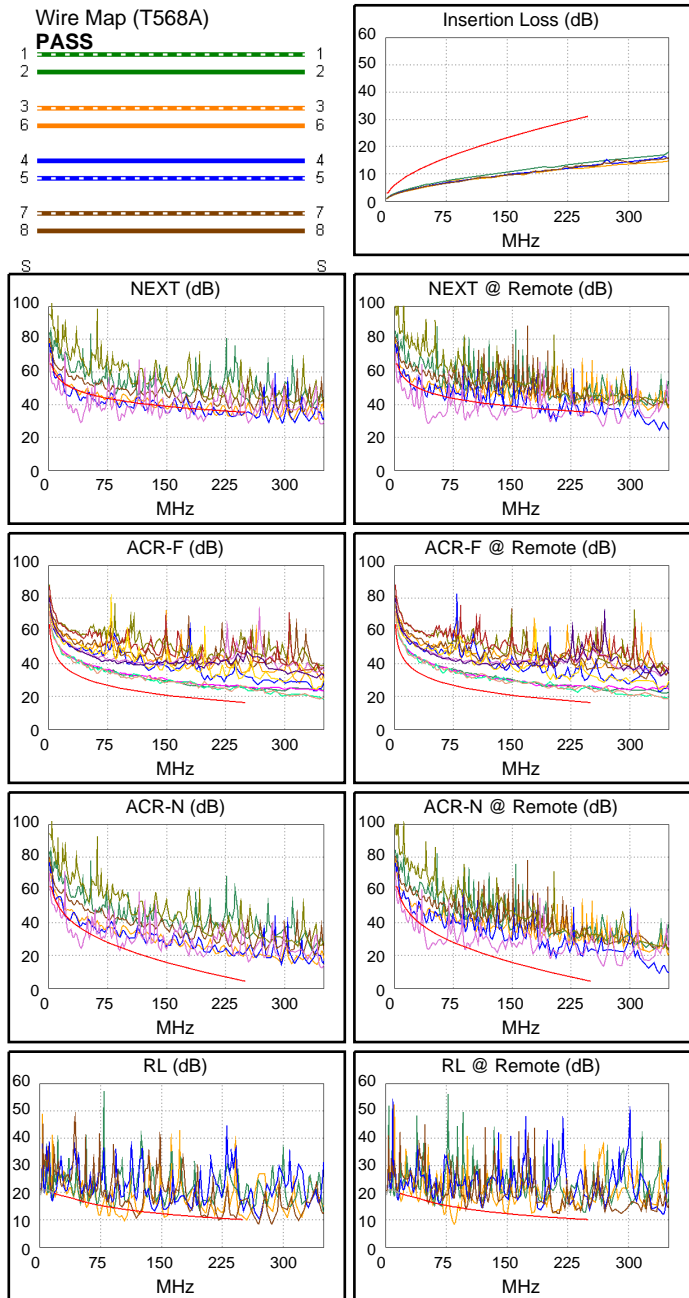 Wire Map (T568A)
PASS
1 1
2 2
3 3
6 6
4 4
5 5
7 7
8 8
S S
Insertion Loss (dB)
60
50
40
30
20
10
0
0 75 150 225 300
MHz
NEXT (dB)
100
80
60
40
20
0
0 75 150 225 300
MHz
NEXT @ Remote (dB)
100
80
60
40
20
0
0 75 150 225 300
MHz
ACR-F (dB)
100
80
60
40
20
0
0 75 150 225 300
MHz
ACR-F @ Remote (dB)
100
80
60
40
20
0
0 75 150 225 300
MHz
ACR-N (dB)
100
80
60
40
20
0
0 75 150 225 300
MHz
ACR-N @ Remote (dB)
100
80
60
40
20
0
0 75 150 225 300
MHz
RL (dB)
60
50
40
30
20
10
0
0 75 150 225 300
MHz
RL @ Remote (dB)
60
50
40
30
20
10
0
0 75 150 225 300
MHz